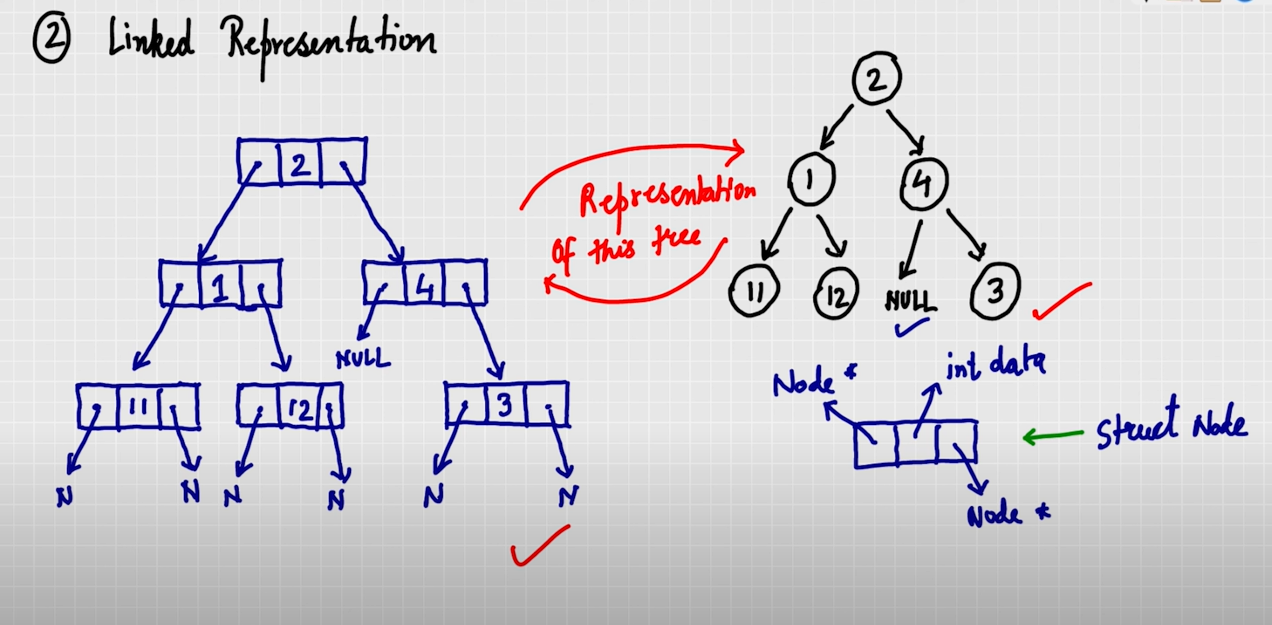 ② Linked Representation
2
1 4
NULL
11 12 3
N N N N N N
Representation
Of this tree
2
1 4
11 12 NULL 3
Node * int data
Struct Node
Node *